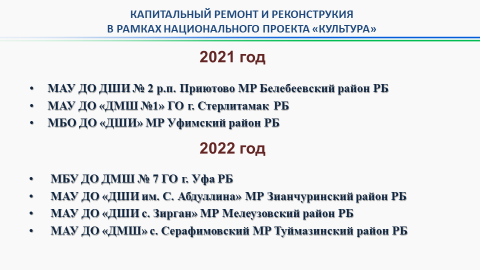 КАПИТАЛЬНЫЙ РЕМОНТ И РЕКОНСТРУКИЯ
В РАМКАХ НАЦИОНАЛЬНОГО ПРОЕКТА «КУЛЬТУРА»
2021 год
• МАУ ДО ДШИ № 2 р.п. Приютово МР Белебеевский район РБ
• МАУ ДО «ДМШ №1» ГО г. Стерлитамак РБ
• МБО ДО «ДШИ» МР Уфимский район РБ
2022 год
• МБУ ДО ДМШ № 7 ГО г. Уфа РБ
• МАУ ДО «ДШИ им. С. Абдуллина» МР Зианчуринский район РБ
• МАУ ДО «ДШИ с. Зирган» МР Мелеузовский район РБ
• МАУ ДО «ДМШ» с. Серафимовский МР Туймазинский район РБ